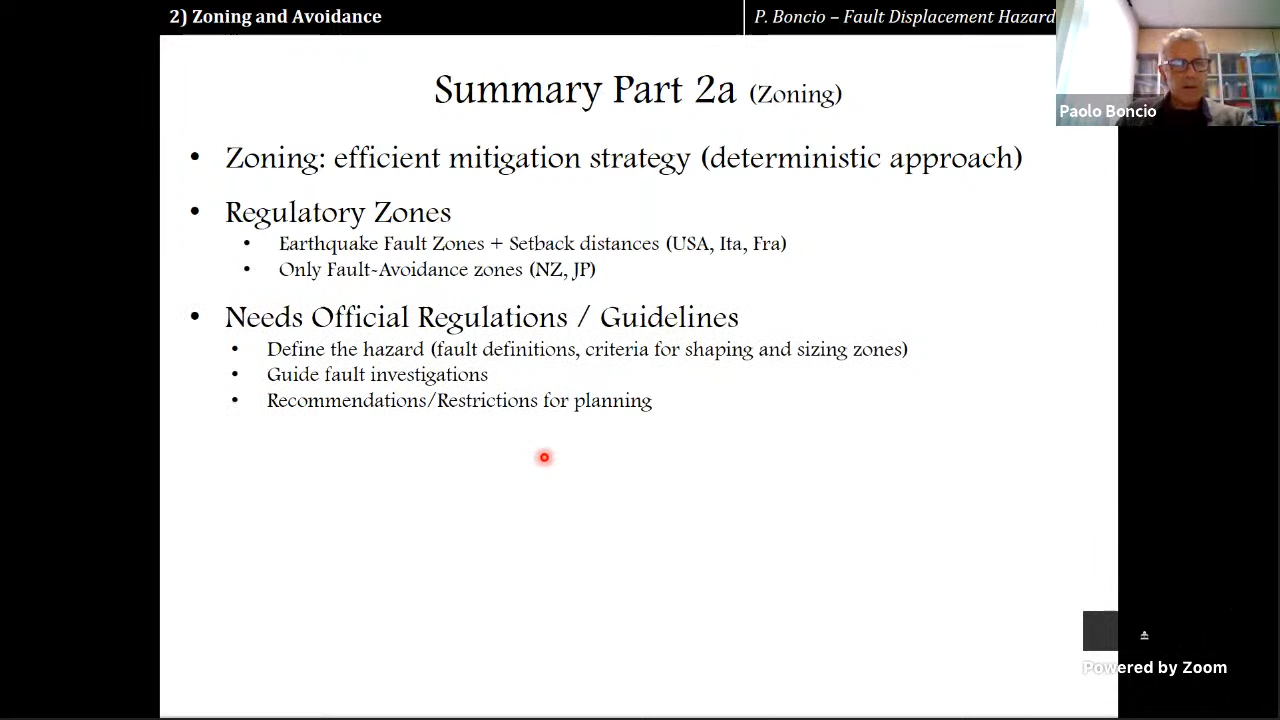 2) Zoning and Avoidance
P. Boncio – Fault Displacement Hazard
Paolo Boncio
Summary Part 2a (Zoning)
• Zoning: efficient mitigation strategy (deterministic approach)
• Regulatory Zones
• Earthquake Fault Zones + Setback distances (USA, Ita, Fra)
• Only Fault-Avoidance zones (NZ, JP)
• Needs Official Regulations / Guidelines
• Define the hazard (fault definitions, criteria for shaping and sizing zones)
• Guide fault investigations
• Recommendations/Restrictions for planning
Powered by Zoom